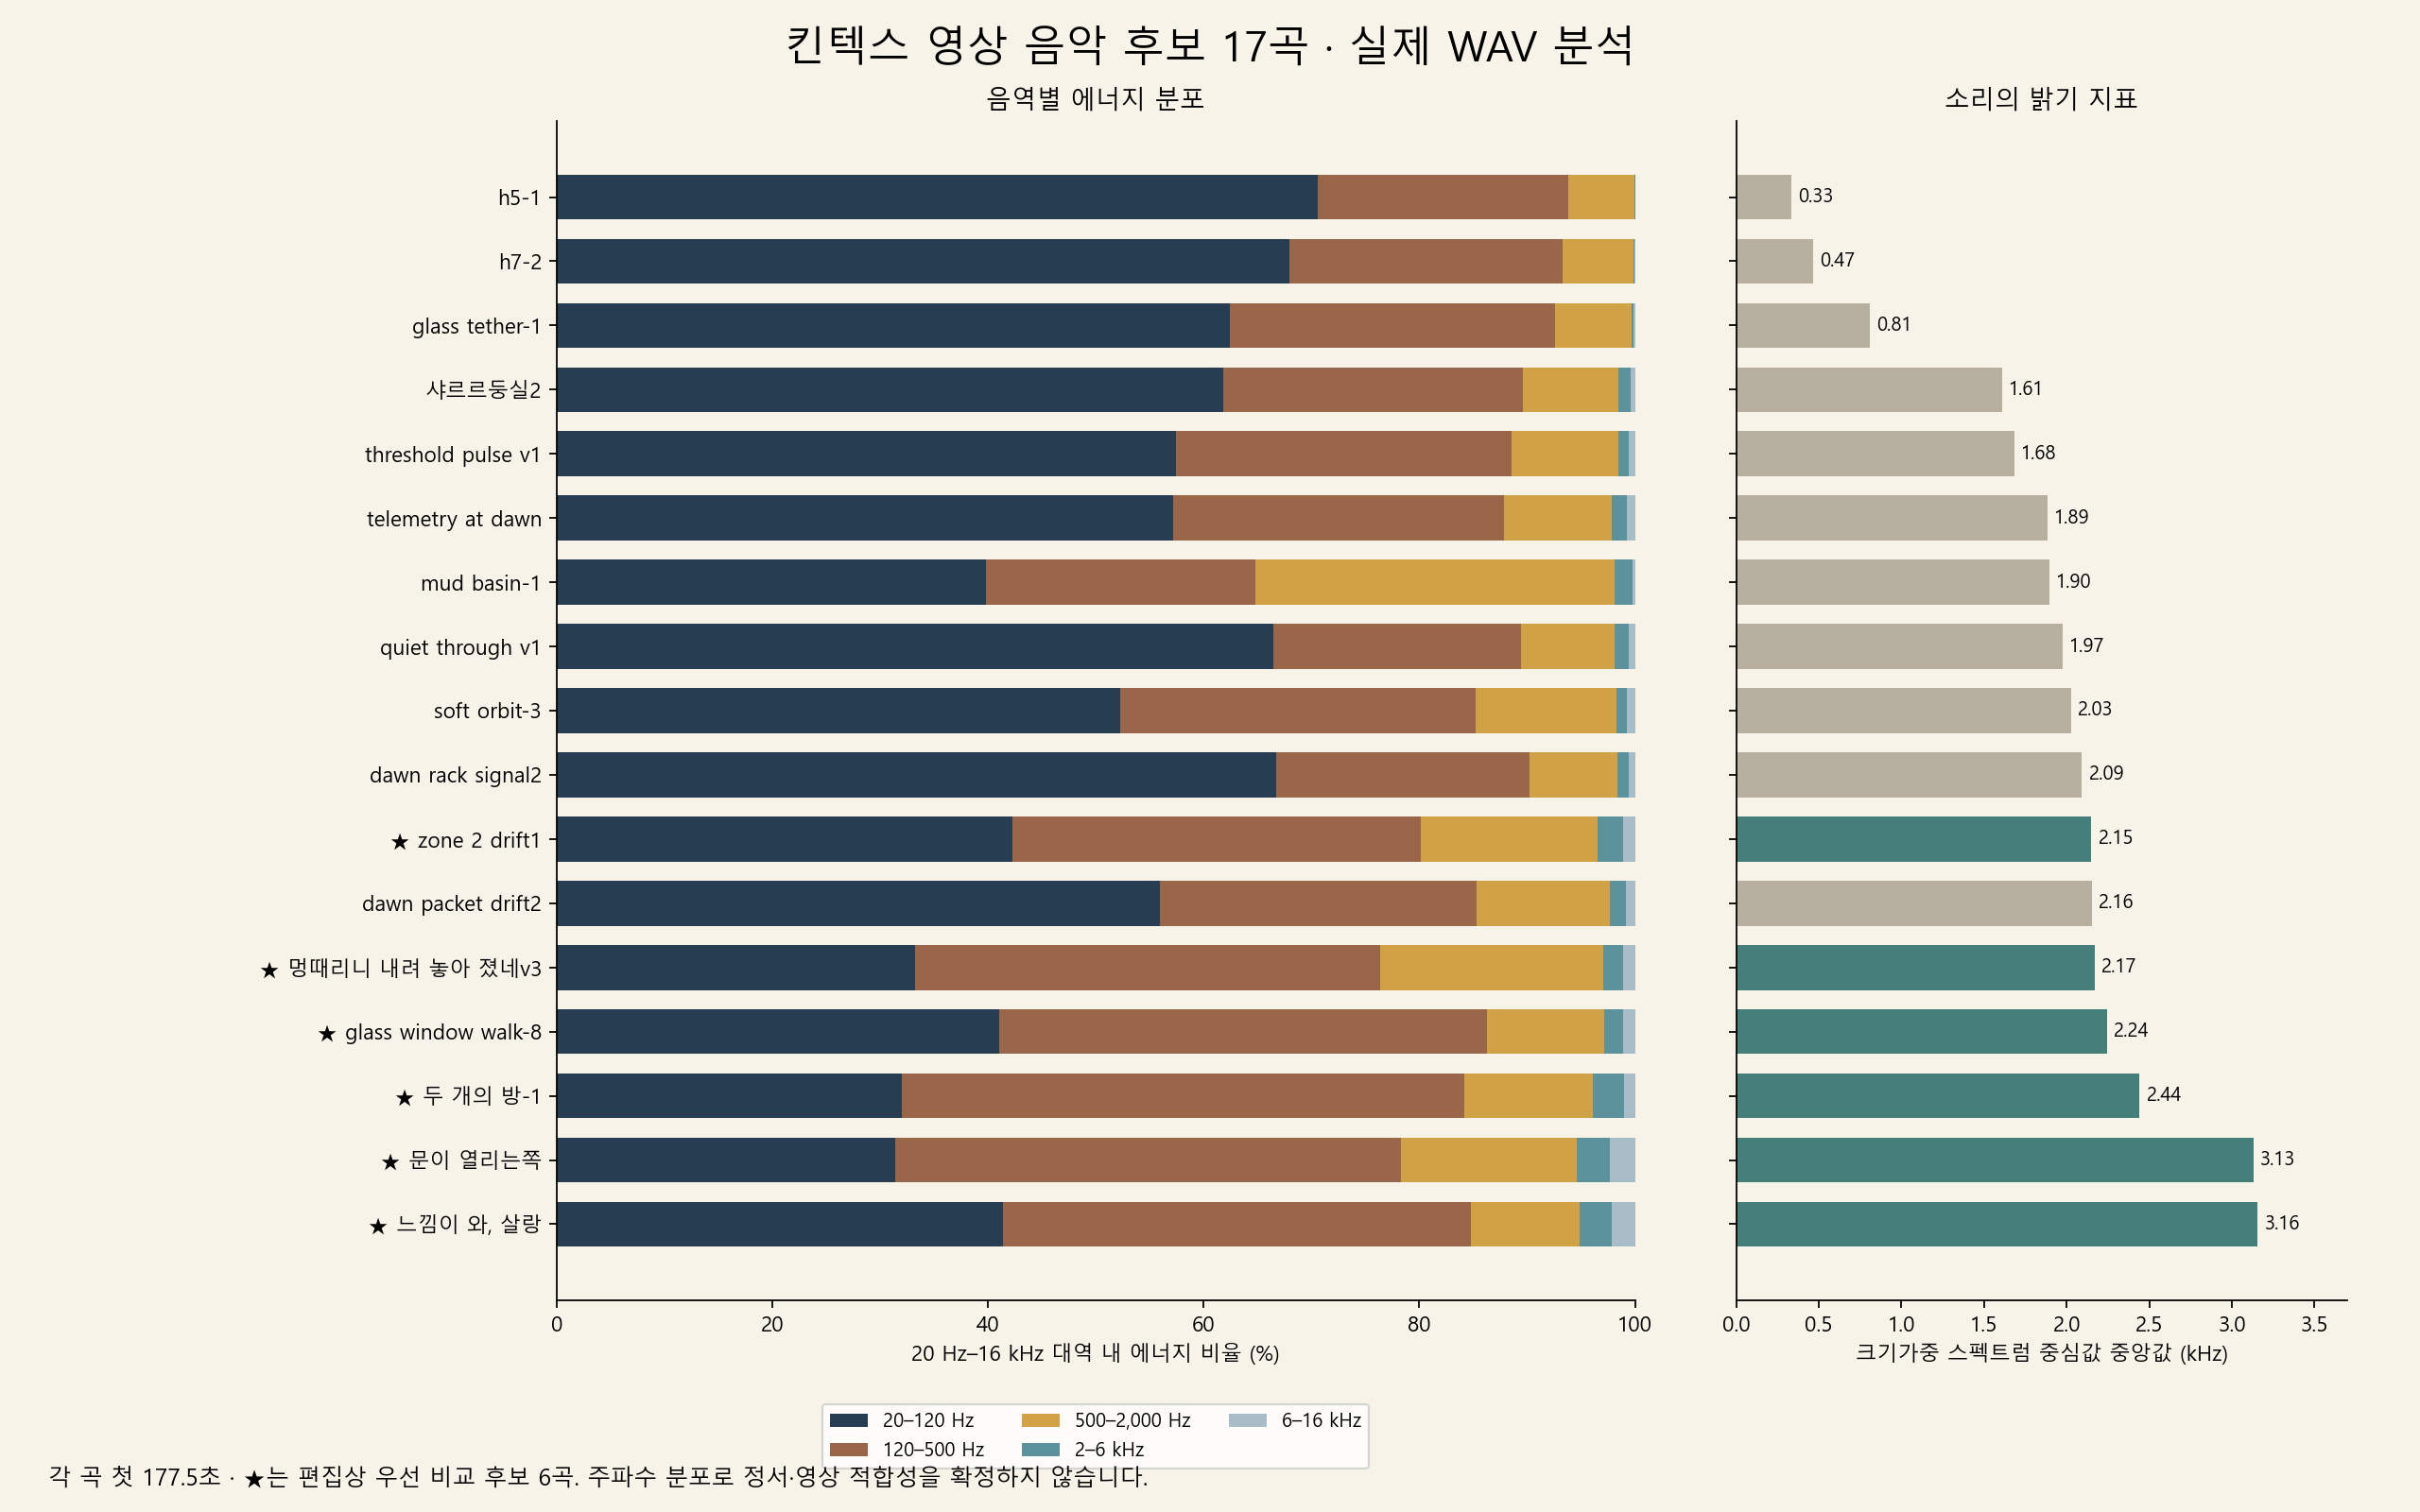 킨텍스 영상 음악 후보 17곡 · 실제 WAV 분석
음역별 에너지 분포
h5-1
h7-2
glass tether-1
샤르르둥실2
threshold pulse v1
telemetry at dawn
mud basin-1
quiet through v1
soft orbit-3
dawn rack signal2
★ zone 2 drift1
dawn packet drift2
★ 멍때리니 내려 놓아 졌네v3
★ glass window walk-8
★ 두 개의 방-1
★ 문이 열리는쪽
★ 느낌이 와, 살랑
0 20 40 60 80 100
20 Hz–16 kHz 대역 내 에너지 비율 (%)
소리의 밝기 지표
0.33
0.47
0.81
1.61
1.68
1.89
1.90
1.97
2.03
2.09
2.15
2.16
2.17
2.24
2.44
3.13
3.16
0.0 0.5 1.0 1.5 2.0 2.5 3.0 3.5
크기가중 스펙트럼 중심값 중앙값 (kHz)
20–120 Hz
120–500 Hz
500–2,000 Hz
2–6 kHz
6–16 kHz
각 곡 첫 177.5초 · ★는 편집상 우선 비교 후보 6곡. 주파수 분포로 정서·영상 적합성을 확정하지 않습니다.